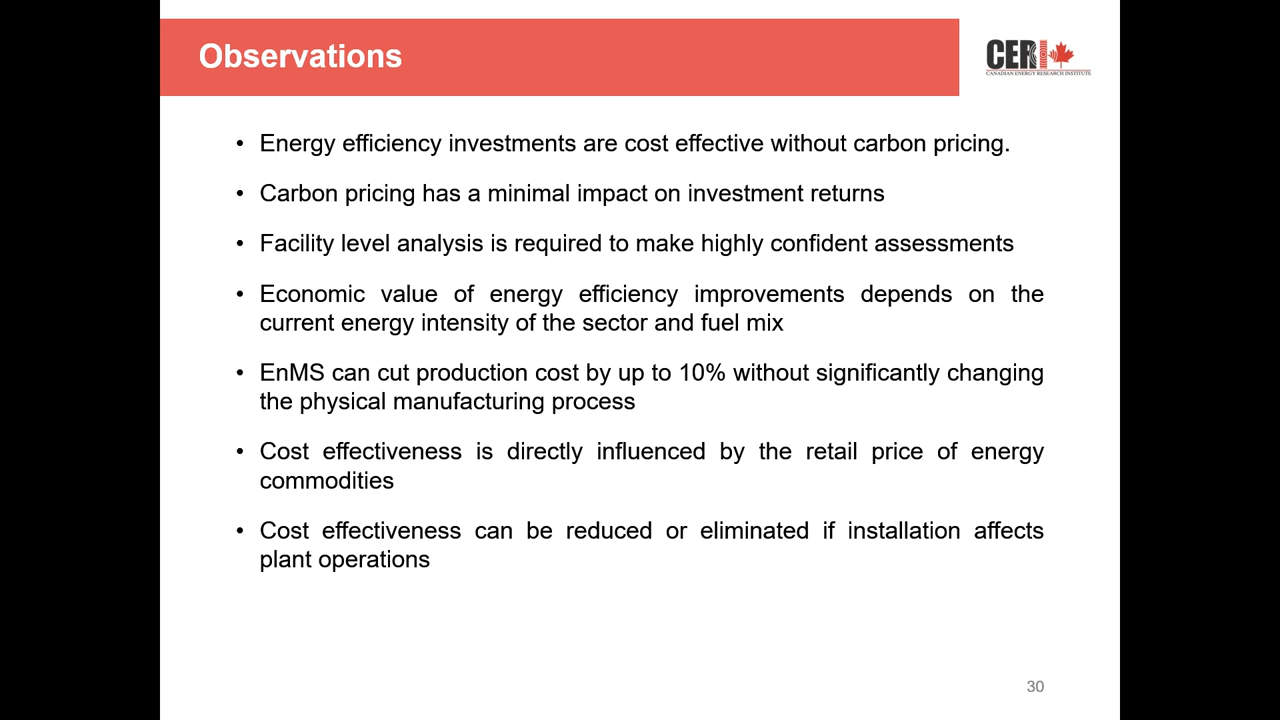 Observations
CERI
CANADIAN ENERGY RESEARCH INSTITUTE
• Energy efficiency investments are cost effective without carbon pricing.
• Carbon pricing has a minimal impact on investment returns
• Facility level analysis is required to make highly confident assessments
• Economic value of energy efficiency improvements depends on the
current energy intensity of the sector and fuel mix
• EnMS can cut production cost by up to 10% without significantly changing
the physical manufacturing process
• Cost effectiveness is directly influenced by the retail price of energy
commodities
• Cost effectiveness can be reduced or eliminated if installation affects
plant operations
30